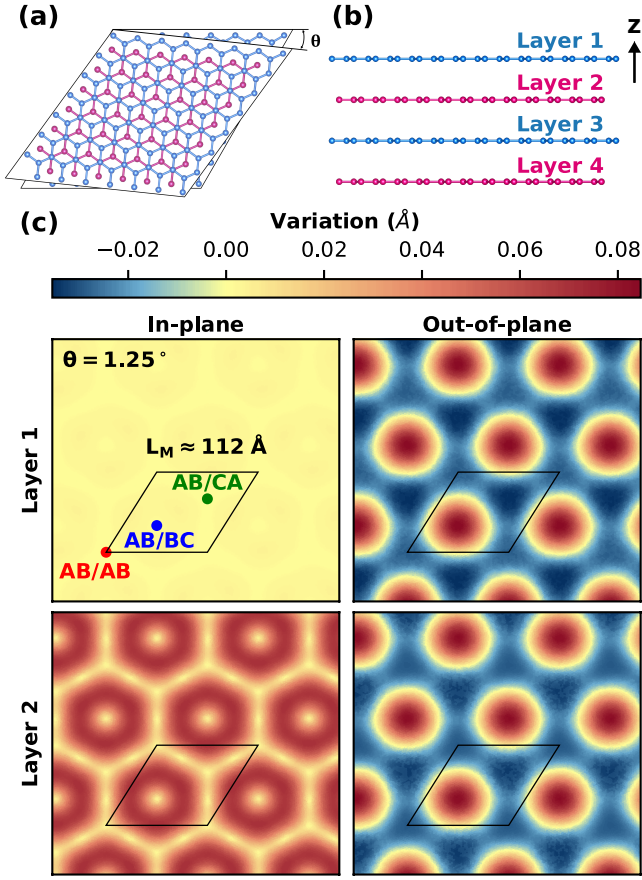 (a)
θ
(b)
Z
Layer 1
Layer 2
Layer 3
Layer 4
(c)
Variation (Å)
−0.02 0.00 0.02 0.04 0.06 0.08
In-plane Out-of-plane
Layer 1
θ = 1.25°
L_M ≈ 112 Å
AB/CA
AB/BC
AB/AB
Layer 2